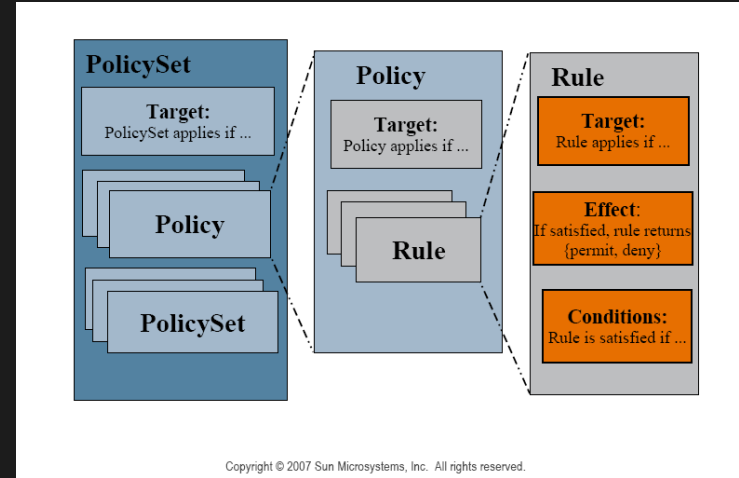 PolicySet
Target:
PolicySet applies if ...
Policy
PolicySet
Policy
Target:
Policy applies if ...
Rule
Rule
Target:
Rule applies if ...
Effect:
If satisfied, rule returns
{permit, deny}
Conditions:
Rule is satisfied if ...
Copyright © 2007 Sun Microsystems, Inc. All rights reserved.